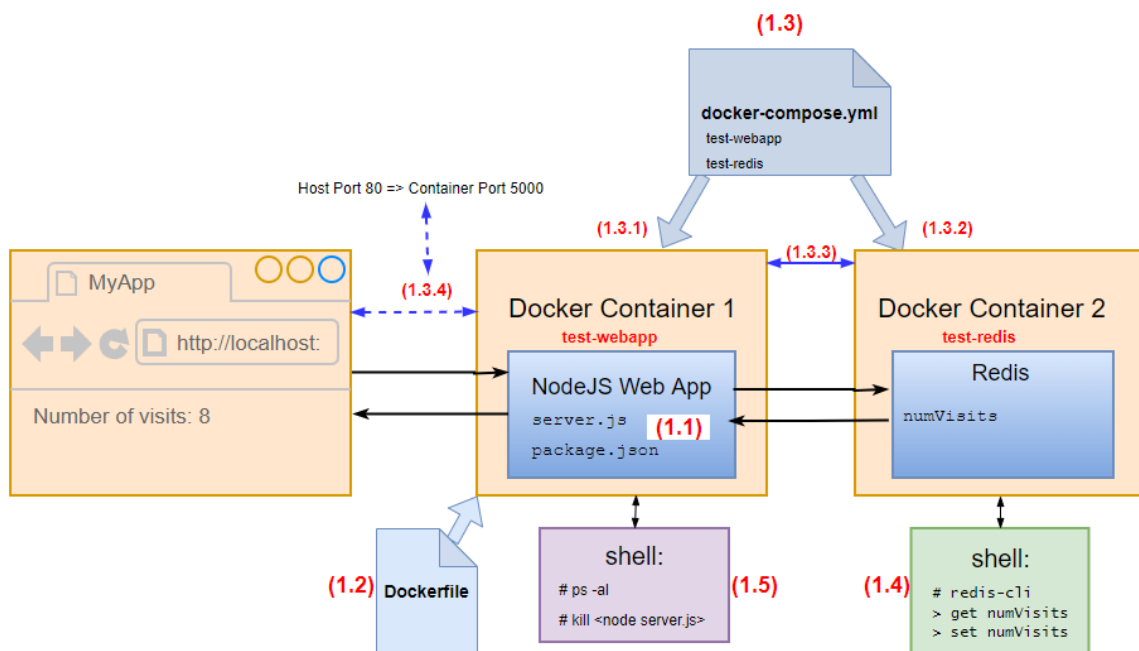 (1.3)
docker-compose.yml
test-webapp
test-redis
Host Port 80 => Container Port 5000
(1.3.1)
(1.3.2)
(1.3.3)
(1.3.4)
MyApp
http://localhost:
Number of visits: 8
Docker Container 1
test-webapp
NodeJS Web App
server.js
(1.1)
package.json
Docker Container 2
test-redis
Redis
numVisits
(1.2)
Dockerfile
shell:
# ps -al
# kill <node server.js>
(1.5)
(1.4)
shell:
# redis-cli
> get numVisits
> set numVisits